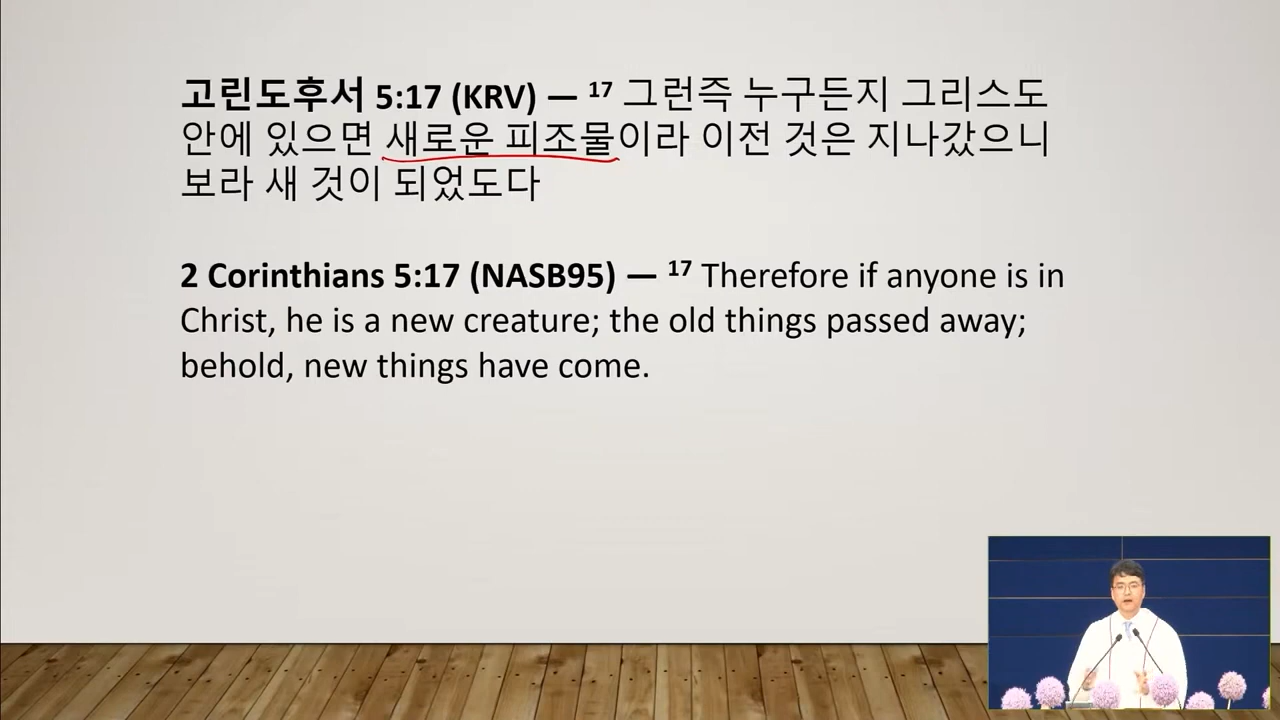 고린도후서 5:17 (KRV) — 17 그런즉 누구든지 그리스도
안에 있으면 새로운 피조물이라 이전 것은 지나갔으니
보라 새 것이 되었도다
2 Corinthians 5:17 (NASB95) — 17 Therefore if anyone is in
Christ, he is a new creature; the old things passed away;
behold, new things have come.